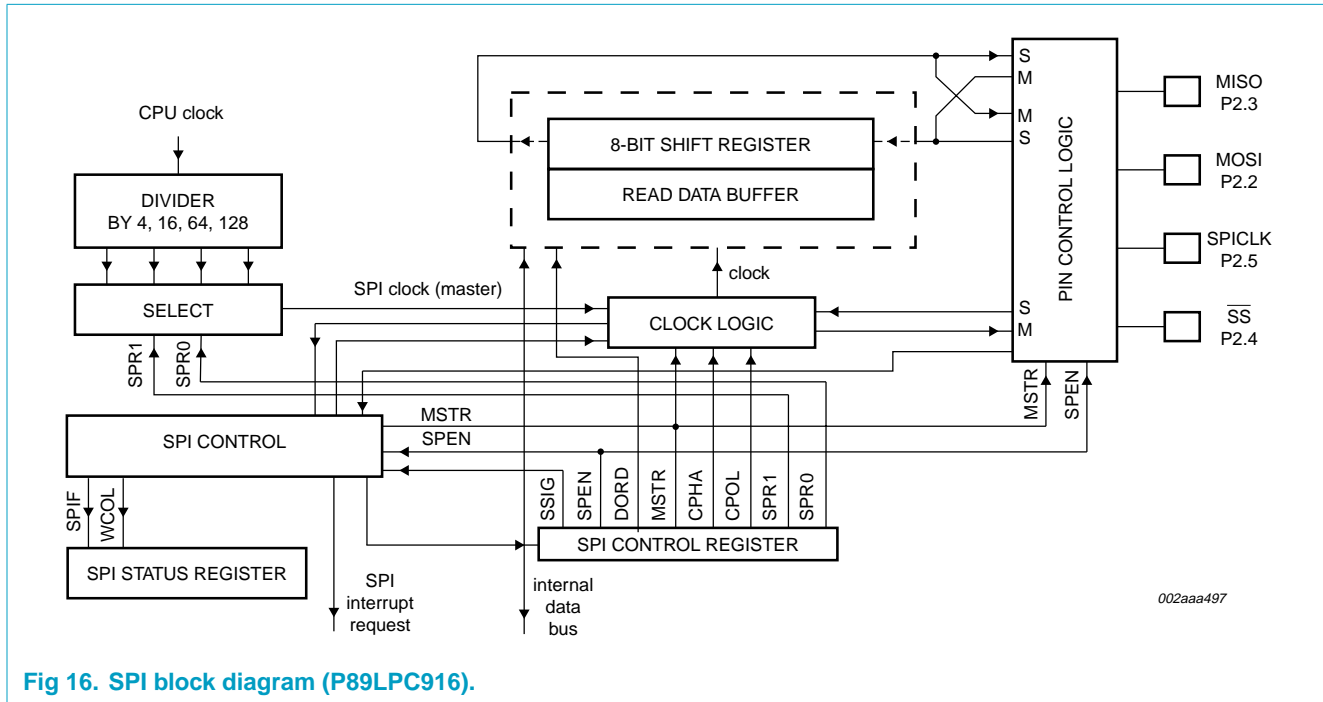 S
M
MISO
P2.3
CPU clock
8-BIT SHIFT REGISTER
M
S
READ DATA BUFFER
MOSI
P2.2
DIVIDER
BY 4, 16, 64, 128
PIN CONTROL LOGIC
SPICLK
P2.5
clock
SPI clock (master)
SELECT
CLOCK LOGIC
S
M
SS
P2.4
SPR1
SPR0
MSTR
SPEN
MSTR
SPEN
SPI CONTROL
SSIG
SPEN
DORD
MSTR
CPHA
CPOL
SPR1
SPR0
SPIF
WCOL
SPI CONTROL REGISTER
SPI STATUS REGISTER
SPI
interrupt
request
internal
data
bus
002aaa497
Fig 16. SPI block diagram (P89LPC916).